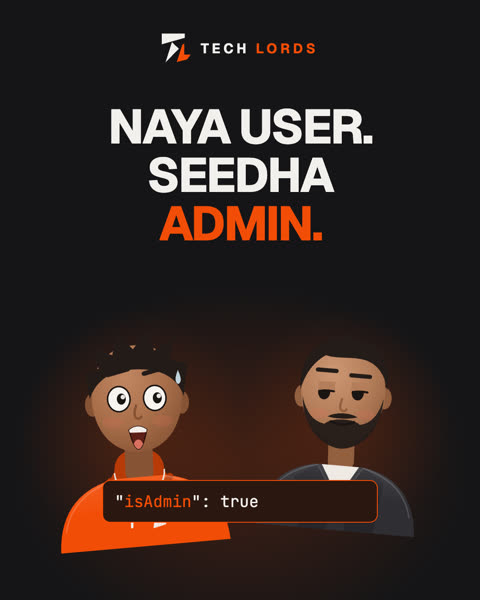 TECH LORDS
NAYA USER.
SEEDHA
ADMIN.
"isAdmin": true